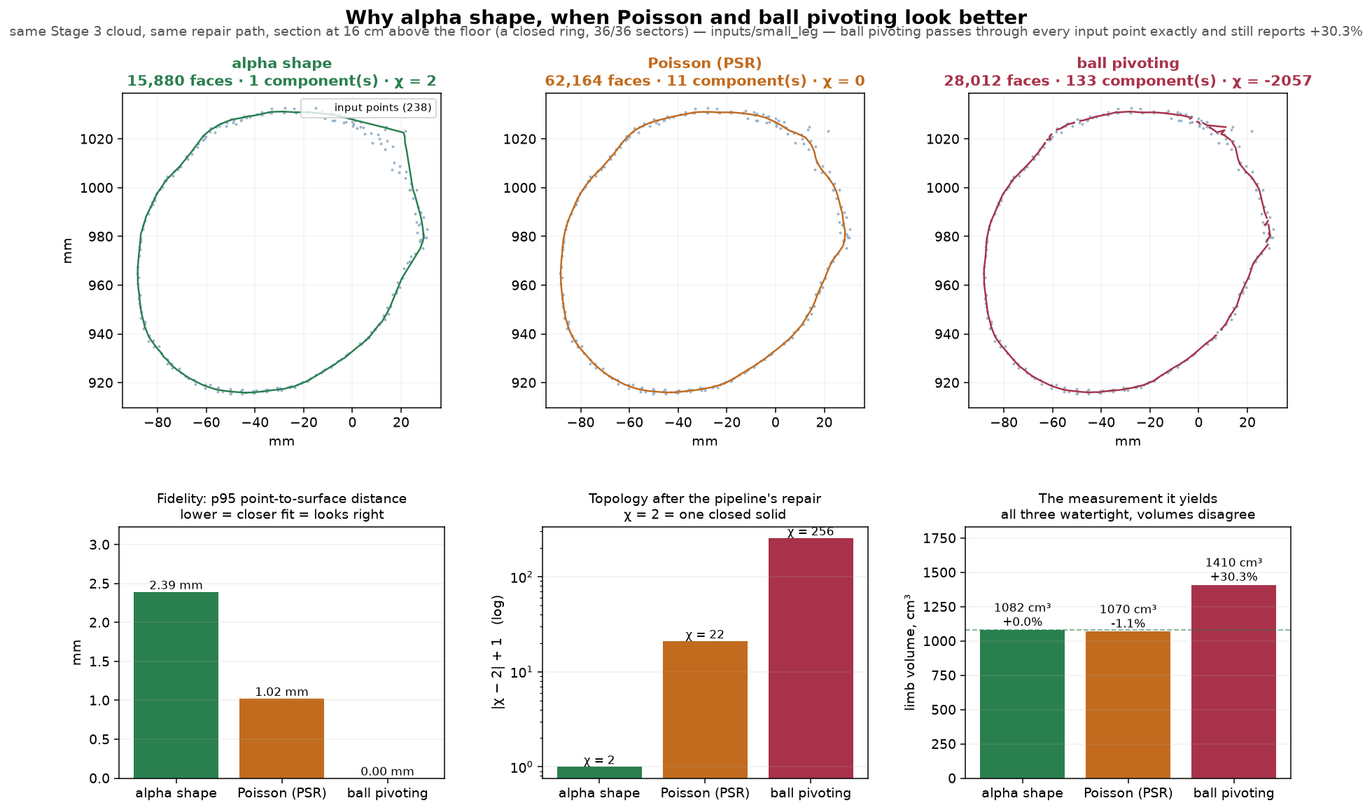 Why alpha shape, when Poisson and ball pivoting look better
same Stage 3 cloud, same repair path, section at 16 cm above the floor (a closed ring, 36/36 sectors) — inputs/small_leg — ball pivoting passes through every input point exactly and still reports +30.3%
alpha shape
15,880 faces · 1 component(s) · χ = 2
input points (238)
1020
1000
980
960
940
920
mm
−80 −60 −40 −20 0 20
mm
Poisson (PSR)
62,164 faces · 11 component(s) · χ = 0
1020
1000
980
960
940
920
−80 −60 −40 −20 0 20
mm
ball pivoting
28,012 faces · 133 component(s) · χ = -2057
1020
1000
980
960
940
920
−80 −60 −40 −20 0 20
mm
Fidelity: p95 point-to-surface distance
lower = closer fit = looks right
3.0
2.5
2.0
1.5
1.0
0.5
0.0
mm
2.39 mm
1.02 mm
0.00 mm
alpha shape Poisson (PSR) ball pivoting
Topology after the pipeline's repair
χ = 2 = one closed solid
10²
10¹
10⁰
|χ − 2| + 1 (log)
χ = 2
χ = 22
χ = 256
alpha shape Poisson (PSR) ball pivoting
The measurement it yields
all three watertight, volumes disagree
1750
1500
1250
1000
750
500
250
0
limb volume, cm³
1082 cm³
+0.0%
1070 cm³
-1.1%
1410 cm³
+30.3%
alpha shape Poisson (PSR) ball pivoting